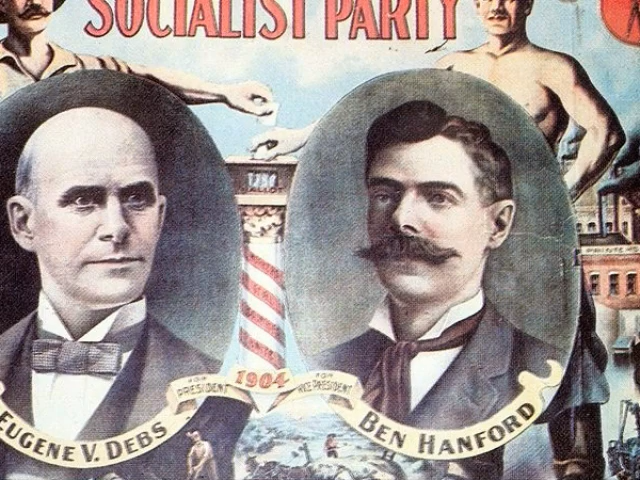 SOCIALIST PARTY
FOR
PRESIDENT
1904
FOR
VICE PRESIDENT
EUGENE V. DEBS
BEN HANFORD